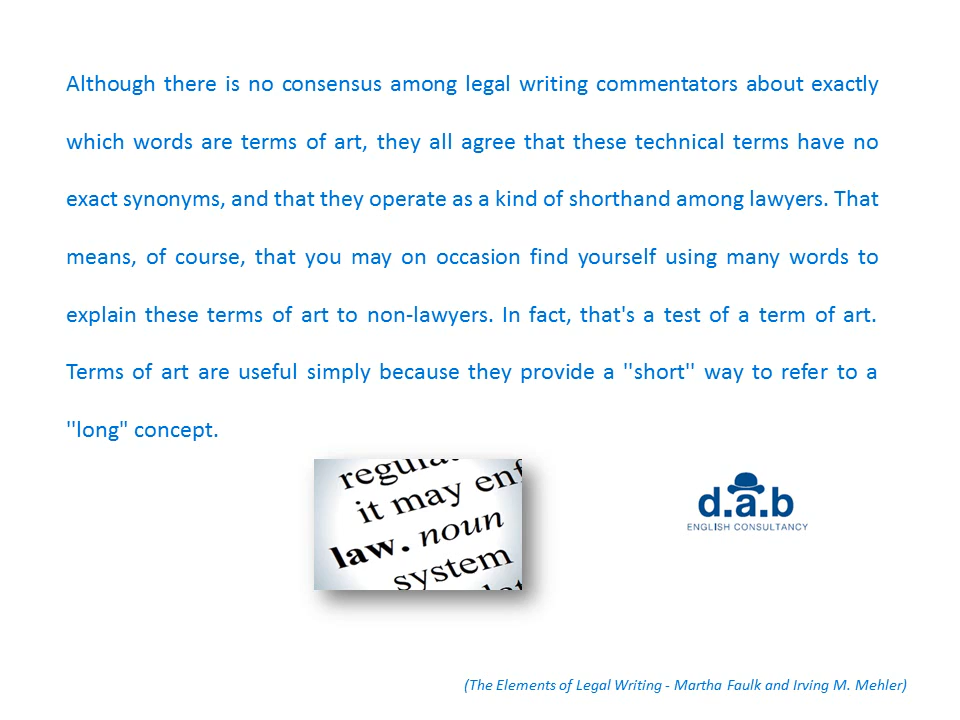 Although there is no consensus among legal writing commentators about exactly
which words are terms of art, they all agree that these technical terms have no
exact synonyms, and that they operate as a kind of shorthand among lawyers. That
means, of course, that you may on occasion find yourself using many words to
explain these terms of art to non-lawyers. In fact, that's a test of a term of art.
Terms of art are useful simply because they provide a ''short'' way to refer to a
''long" concept.
it may
law. noun
system
d.a.b
ENGLISH CONSULTANCY
(The Elements of Legal Writing - Martha Faulk and Irving M. Mehler)